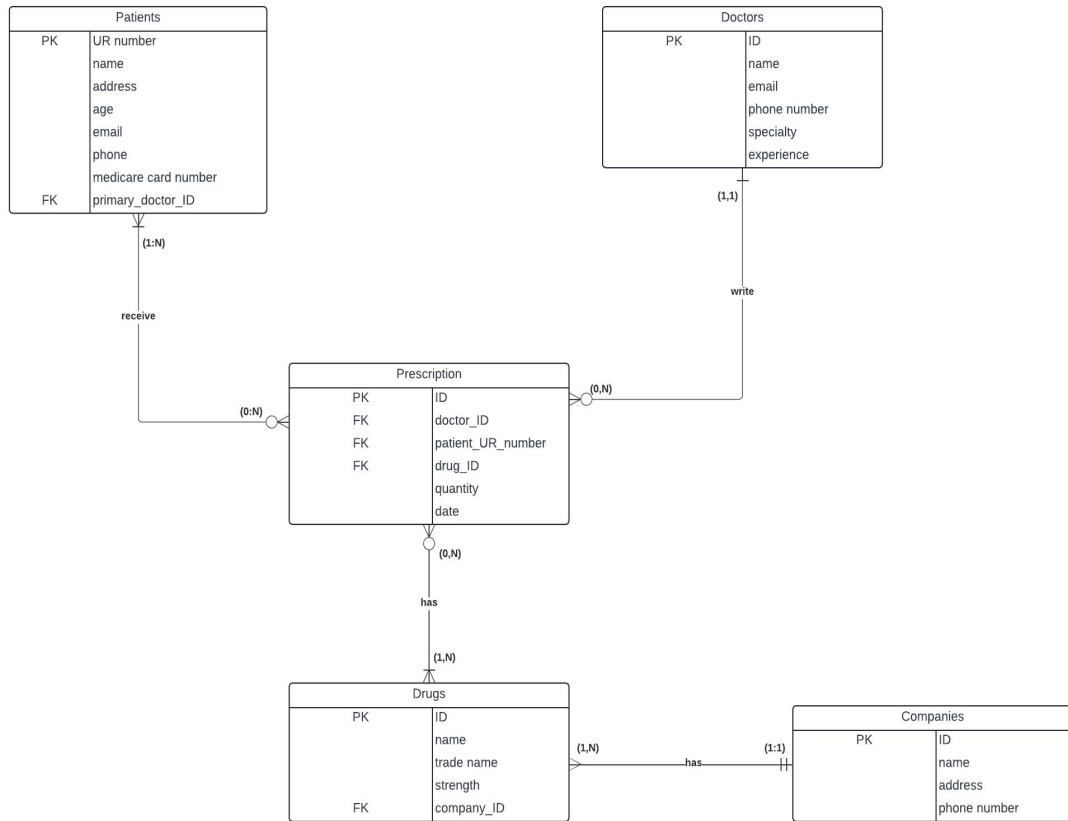 Patients
PK UR number
name
address
age
email
phone
medicare card number
FK primary_doctor_ID
Doctors
PK ID
name
email
phone number
specialty
experience
(1:N)
(1,1)
receive
write
(0:N)
(0,N)
Prescription
PK ID
FK doctor_ID
FK patient_UR_number
FK drug_ID
quantity
date
(0,N)
has
(1,N)
Drugs
PK ID
name
trade name
strength
FK company_ID
(1,N)
has
(1:1)
Companies
PK ID
name
address
phone number